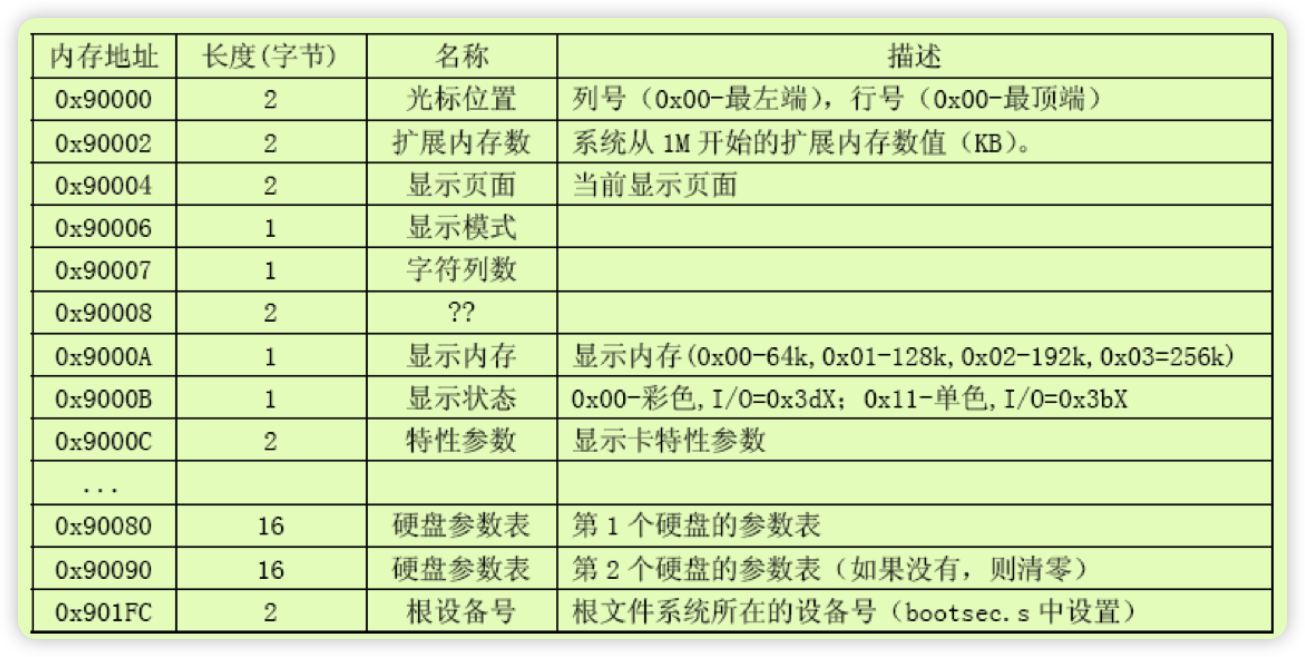 内存地址 长度(字节) 名称 描述
0x90000 2 光标位置 列号（0x00-最左端），行号（0x00-最顶端）
0x90002 2 扩展内存数 系统从 1M 开始的扩展内存数值（KB）。
0x90004 2 显示页面 当前显示页面
0x90006 1 显示模式
0x90007 1 字符列数
0x90008 2 ??
0x9000A 1 显示内存 显示内存(0x00-64k,0x01-128k,0x02-192k,0x03=256k)
0x9000B 1 显示状态 0x00-彩色,I/O=0x3dX；0x11-单色,I/O=0x3bX
0x9000C 2 特性参数 显示卡特性参数
...
0x90080 16 硬盘参数表 第 1 个硬盘的参数表
0x90090 16 硬盘参数表 第 2 个硬盘的参数表（如果没有，则清零）
0x901FC 2 根设备号 根文件系统所在的设备号（bootsec.s 中设置）